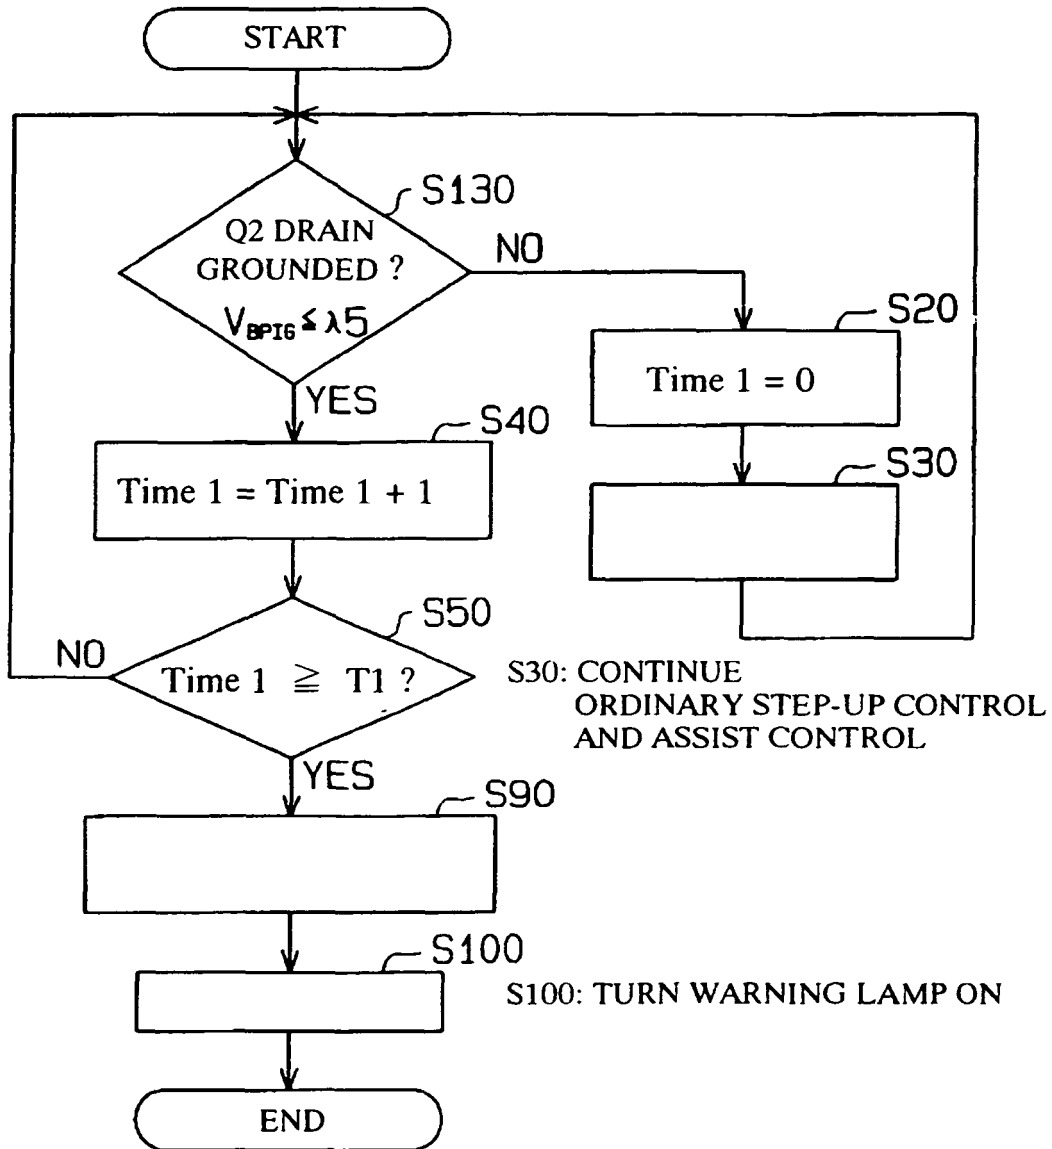 START
S130
Q2 DRAIN
GROUNDED ?
V_BPIG ≦ λ5
NO
YES
S20
Time 1 = 0
S40
Time 1 = Time 1 + 1
S30
S50
NO
Time 1 ≧ T1 ?
S30: CONTINUE
ORDINARY STEP-UP CONTROL
AND ASSIST CONTROL
YES
S90
S100
S100: TURN WARNING LAMP ON
END